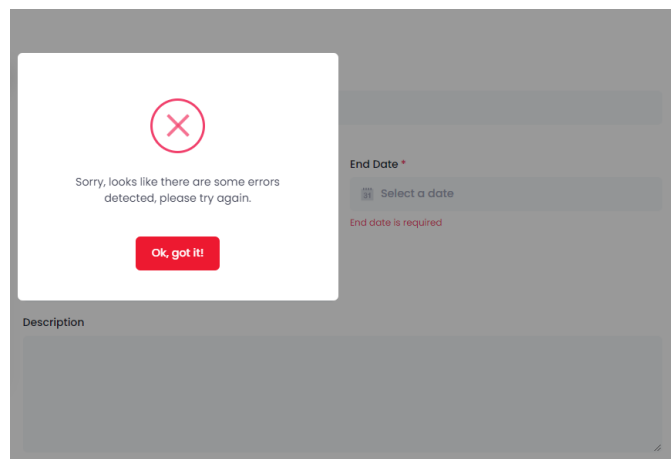 Sorry, looks like there are some errors
detected, please try again.
Ok, got it!
End Date *
31 Select a date
End date is required
Description